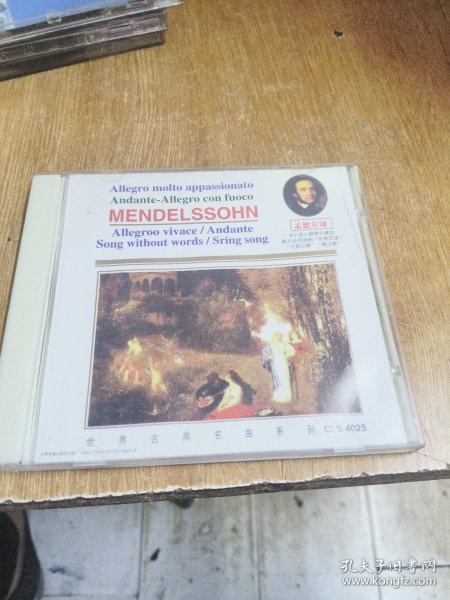 Allegro molto appassionato
Andante-Allegro con fuoco
MENDELSSOHN
Allegroo vivace / Andante
Song without words / Sring song
孟德尔颂
世界古典名曲系列 CLS 4025
孔夫子旧书网
www.kongfz.com